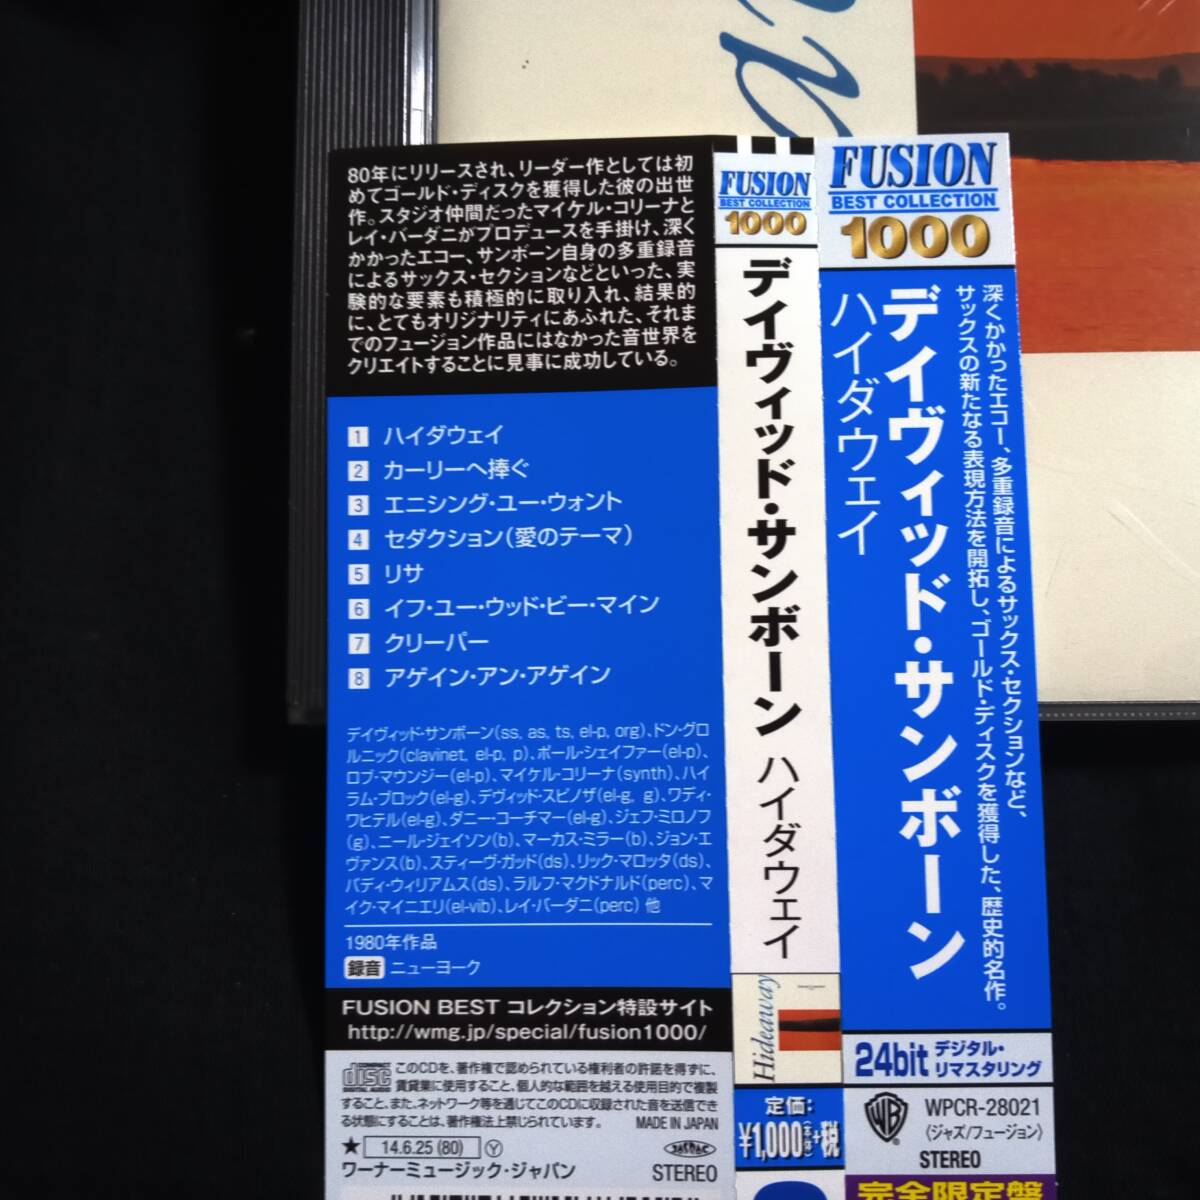 80年にリリースされ、リーダー作としては初
めてゴールド・ディスクを獲得した彼の出世
作。スタジオ仲間だったマイケル・コリーナと
レイ・バーダニがプロデュースを手掛け、深く
かかったエコー、サンボーン自身の多重録音
によるサックス・セクションなどといった、実
験的な要素も積極的に取り入れ、結果的
に、とてもオリジナリティにあふれた、それま
でのフュージョン作品にはなかった音世界を
クリエイトすることに見事に成功している。
1 ハイダウェイ
2 カーリーへ捧ぐ
3 エニシング・ユー・ウォント
4 セダクション(愛のテーマ)
5 リサ
6 イフ・ユー・ウッド・ビー・マイン
7 クリーパー
8 アゲイン・アン・アゲイン
デイヴィッド・サンボーン(ss, as, ts, el-p, org)、ドン・グロ
ルニック(clavinet, el-p, p)、ポール・シェイファー(el-p)、
ロブ・マウンジー(el-p)、マイケル・コリーナ(synth)、ハイ
ラム・ブロック(el-g)、デヴィッド・スピノザ(el-g, g)、ワディ・
ワヒテル(el-g)、ダニー・コーチマー(el-g)、ジェフ・ミロノフ
(g)、ニール・ジェイソン(b)、マーカス・ミラー(b)、ジョン・エ
ヴァンス(b)、スティーヴ・ガッド(ds)、リック・マロッタ(ds)、
バディ・ウィリアムス(ds)、ラルフ・マクドナルド(perc)、マ
イク・マイニエリ(el-vib)、レイ・バーダニ(perc) 他
1980年作品
録音 ニューヨーク
FUSION BEST コレクション特設サイト
http://wmg.jp/special/fusion1000/
COMPACT disc DIGITAL AUDIO
このCDを、著作権で認められている権利者の許諾を得ずに、
賃貸業に使用すること、個人的な範囲を越える使用目的で複製
すること、また、ネットワーク等を通じてこのCDに収録された音を送信でき
る状態にすることは、著作権法上禁じられています。
MADE IN JAPAN
★ 14.6.25 (80) Y
JASRAC
ワーナーミュージック・ジャパン
STEREO
FUSION
BEST COLLECTION
1000
デイヴィッド・サンボーン ハイダウェイ
Hideaway
定価:
¥1,000(本体)+税
FUSION
BEST COLLECTION
1000
深くかかったエコー、多重録音によるサックス・セクションなど、
サックスの新たなる表現方法を開拓し、ゴールド・ディスクを獲得した、歴史的名作。
デイヴィッド・サンボーン
ハイダウェイ
24bit デジタル・
リマスタリング
WB
WPCR-28021
(ジャズ/フュージョン)
STEREO
完全限定盤